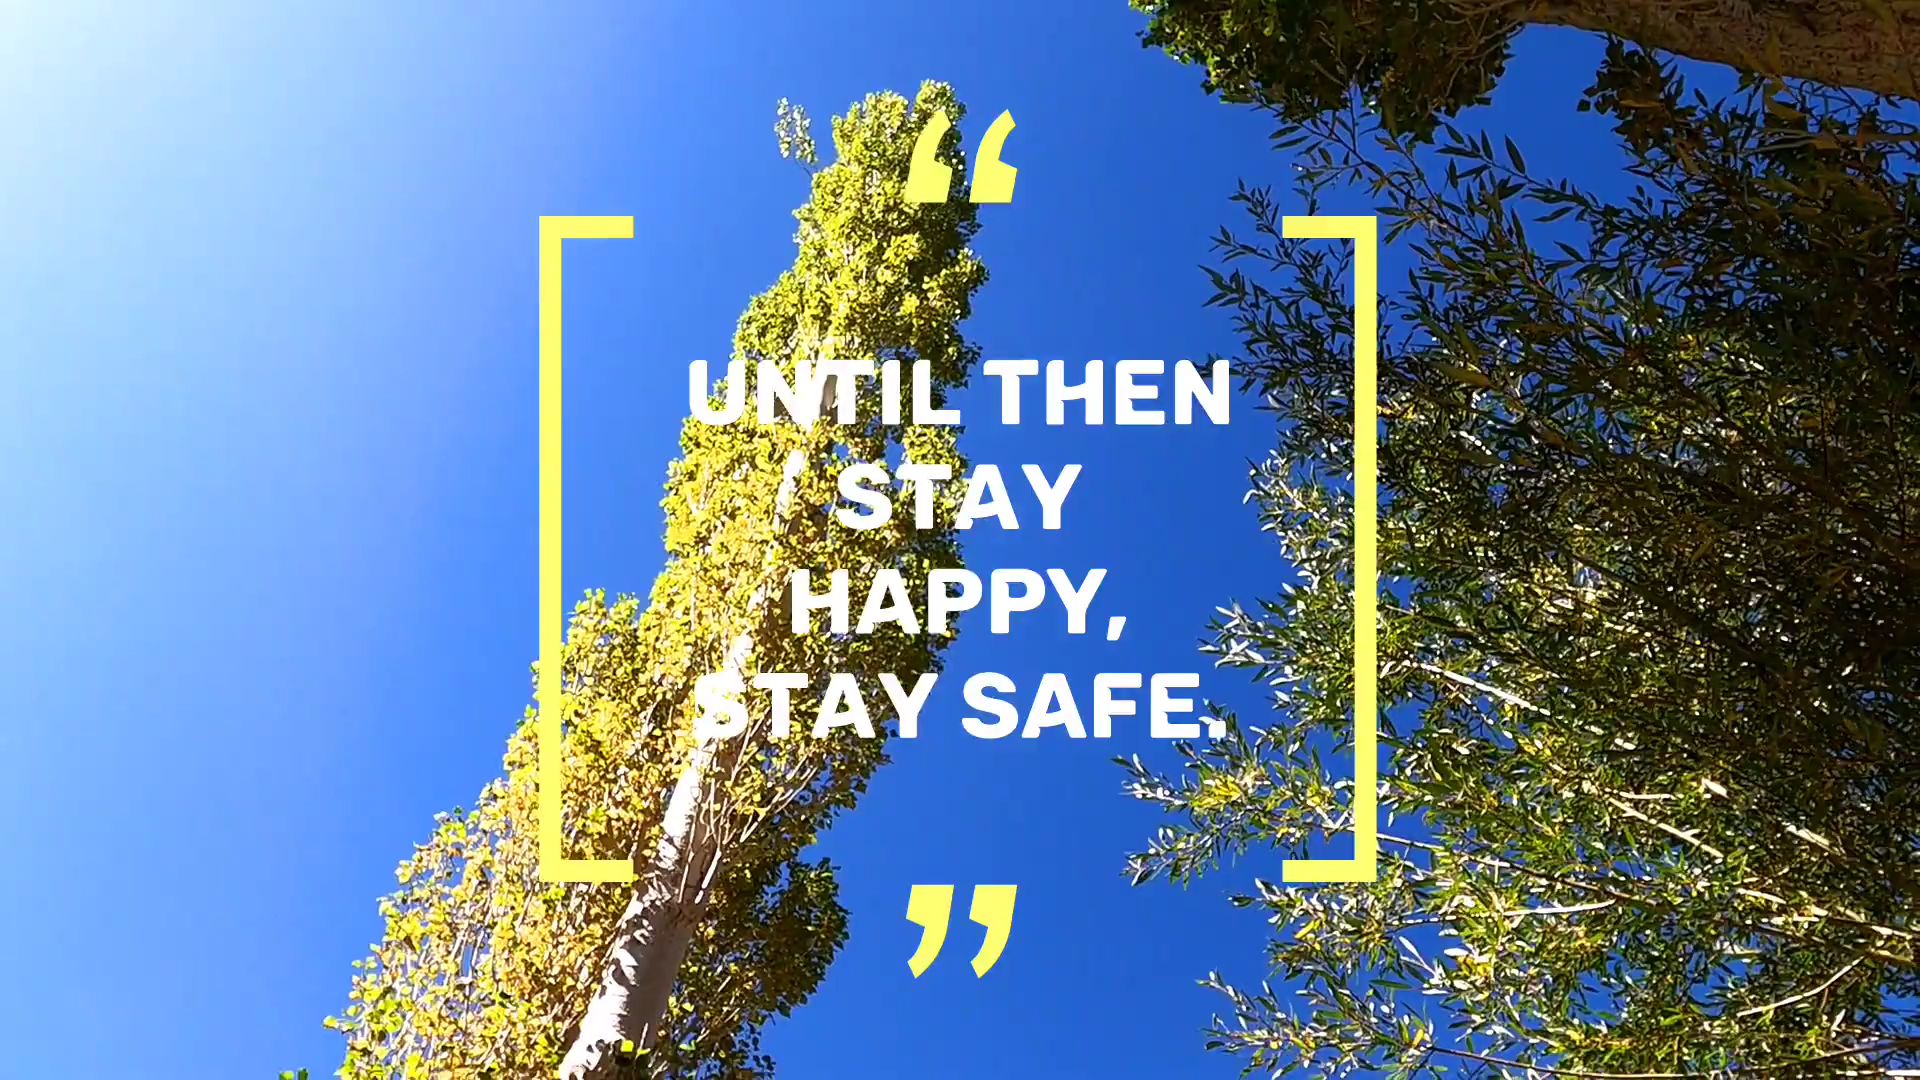 “
UNTIL THEN
STAY
HAPPY,
STAY SAFE.
”